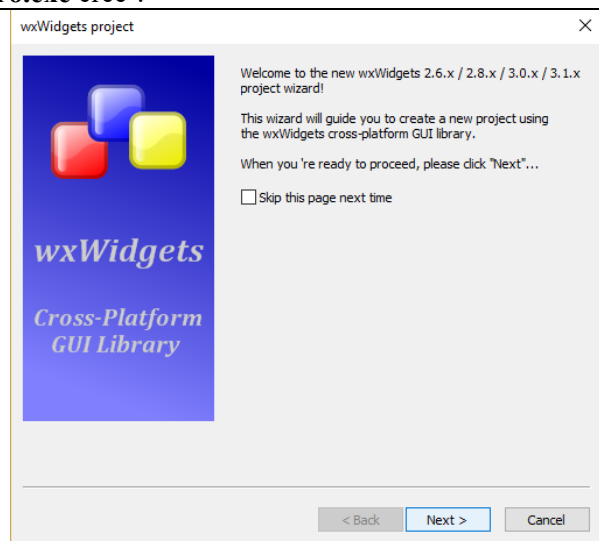 wxWidgets project
Welcome to the new wxWidgets 2.6.x / 2.8.x / 3.0.x / 3.1.x
project wizard!
This wizard will guide you to create a new project using
the wxWidgets cross-platform GUI library.
When you 're ready to proceed, please click "Next"...
Skip this page next time
wxWidgets
Cross-Platform
GUI Library
< Back Next > Cancel